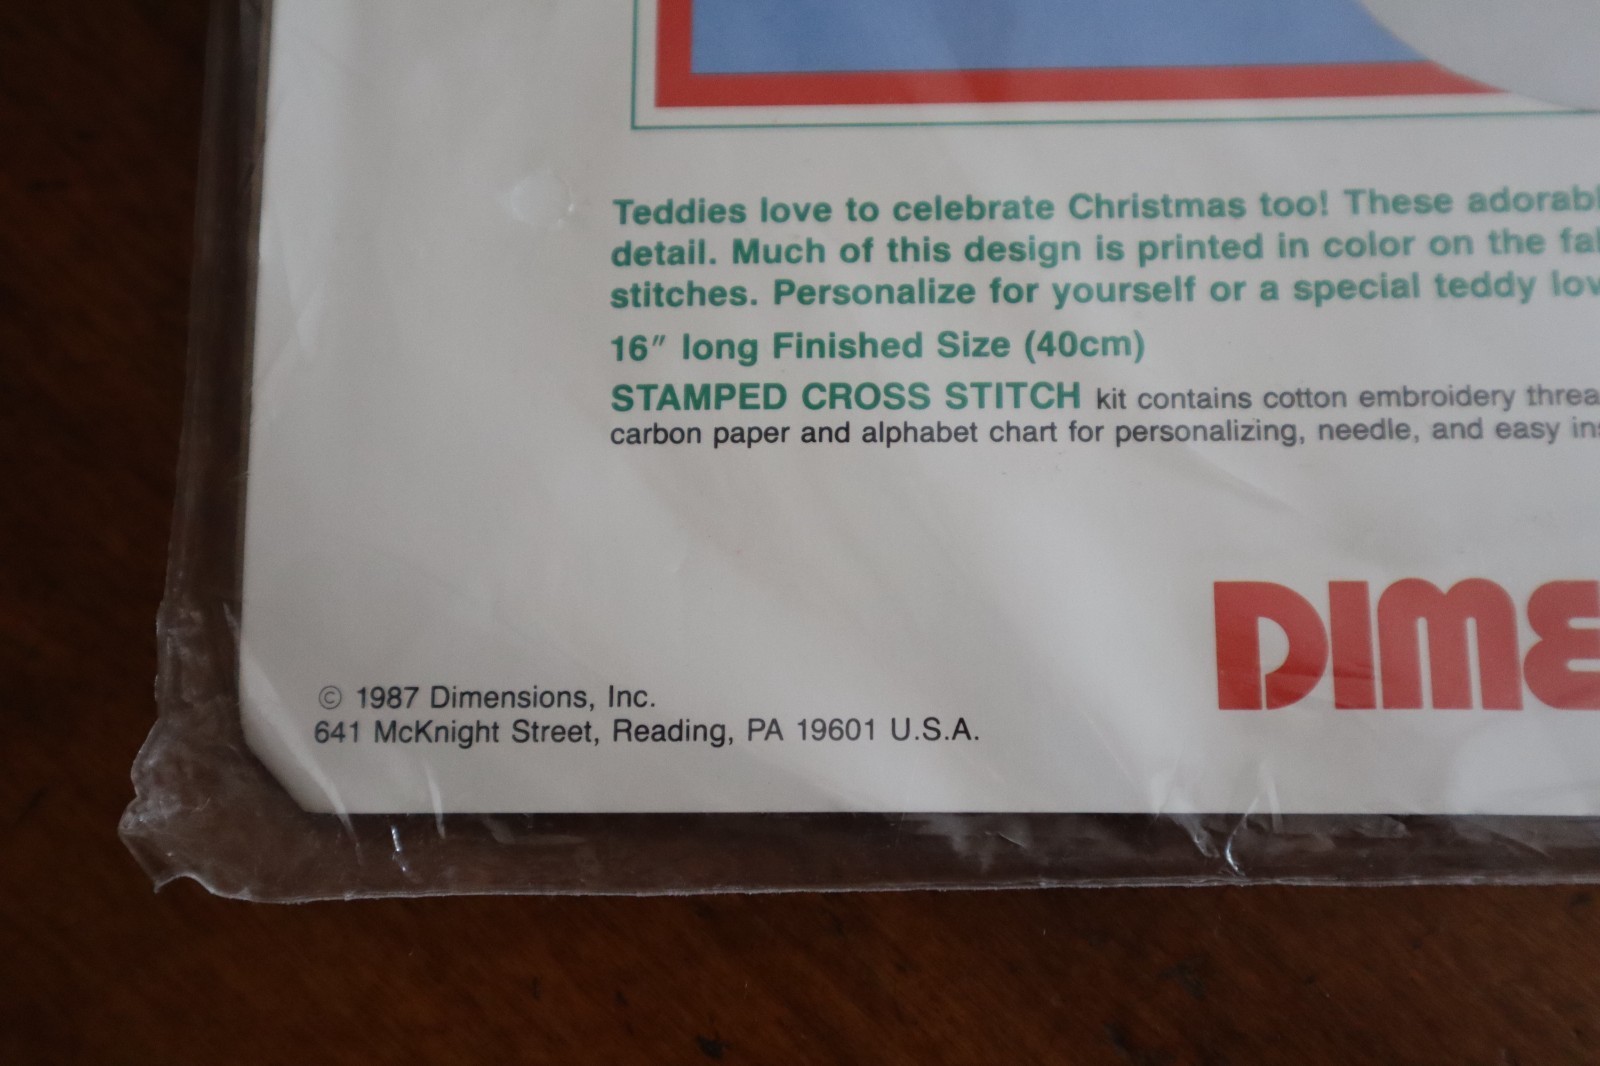 Teddies love to celebrate Christmas too! These
detail. Much of this design is printed in color on the
stitches. Personalize for yourself or a special teddy
16" long Finished Size (40cm)
STAMPED CROSS STITCH kit contains cotton embroidery
carbon paper and alphabet chart for personalizing, needle, and easy
DIME
© 1987 Dimensions, Inc.
641 McKnight Street, Reading, PA 19601 U.S.A.